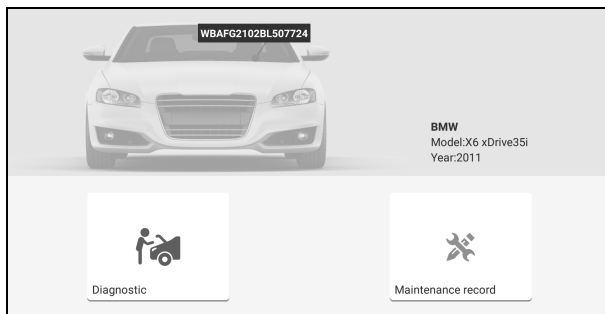 WBAFG2102BL507724
BMW
Model:X6 xDrive35i
Year:2011
Diagnostic
Maintenance record